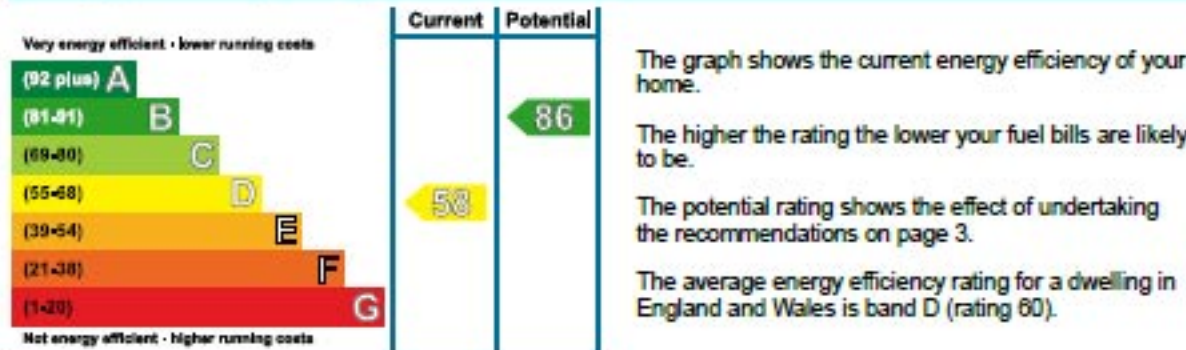 Current Potential
Very energy efficient - lower running costs
(92 plus) A
(81-91) B
86
(69-80) C
(55-68) D
58
(39-54) E
(21-38) F
(1-20) G
Not energy efficient - higher running costs
The graph shows the current energy efficiency of your
home.
The higher the rating the lower your fuel bills are likely
to be.
The potential rating shows the effect of undertaking
the recommendations on page 3.
The average energy efficiency rating for a dwelling in
England and Wales is band D (rating 60).